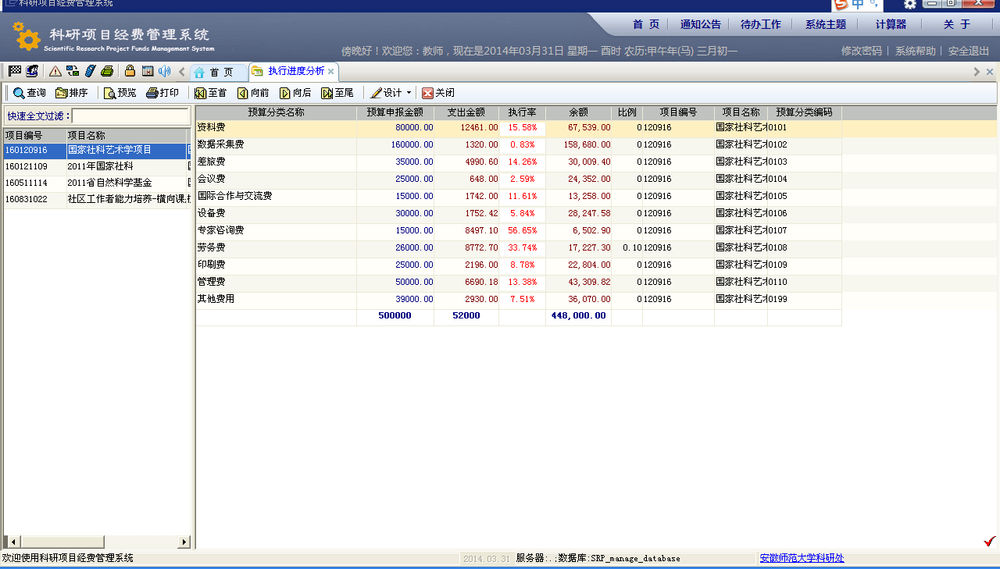 科研项目经费管理系统
中
科研项目经费管理系统
Scientific Research Project Funds Management System
首 页 通知公告 待办工作 系统主题 计算器 关 于
傍晚好！欢迎您：教师，现在是2014年03月31日 星期一 酉时 农历:甲午年(马) 三月初一
修改密码 | 系统帮助 | 安全退出
首 页 执行进度分析
查询 排序 预览 打印 至首 向前 向后 至尾 设计 关闭
快速全文过滤：
项目编号 项目名称
160120916 国家社科艺术学项目
160121109 2011年国家社科
160511114 2011省自然科学基金
160831022 社区工作者能力培养-横向课
预算分类名称 预算申报金额 支出金额 执行率 余额 比例 项目编号 项目名称 预算分类编码
资料费 80000.00 12461.00 15.58% 67,539.00 0 120916 国家社科艺 0101
数据采集费 160000.00 1320.00 0.83% 158,680.00 0 120916 国家社科艺 0102
差旅费 35000.00 4990.60 14.26% 30,009.40 0 120916 国家社科艺 0103
会议费 25000.00 648.00 2.59% 24,352.00 0 120916 国家社科艺 0104
国际合作与交流费 15000.00 1742.00 11.61% 13,258.00 0 120916 国家社科艺 0105
设备费 30000.00 1752.42 5.84% 28,247.58 0 120916 国家社科艺 0106
专家咨询费 15000.00 8497.10 56.65% 6,502.90 0 120916 国家社科艺 0107
劳务费 26000.00 8772.70 33.74% 17,227.30 0.10 120916 国家社科艺 0108
印刷费 25000.00 2196.00 8.78% 22,804.00 0 120916 国家社科艺 0109
管理费 50000.00 6690.18 13.38% 43,309.82 0 120916 国家社科艺 0110
其他费用 39000.00 2930.00 7.51% 36,070.00 0 120916 国家社科艺 0199
500000 52000 448,000.00
欢迎使用科研项目经费管理系统 2014.03.31 服务器:.;数据库:SRP_manage_database 安徽师范大学科研处